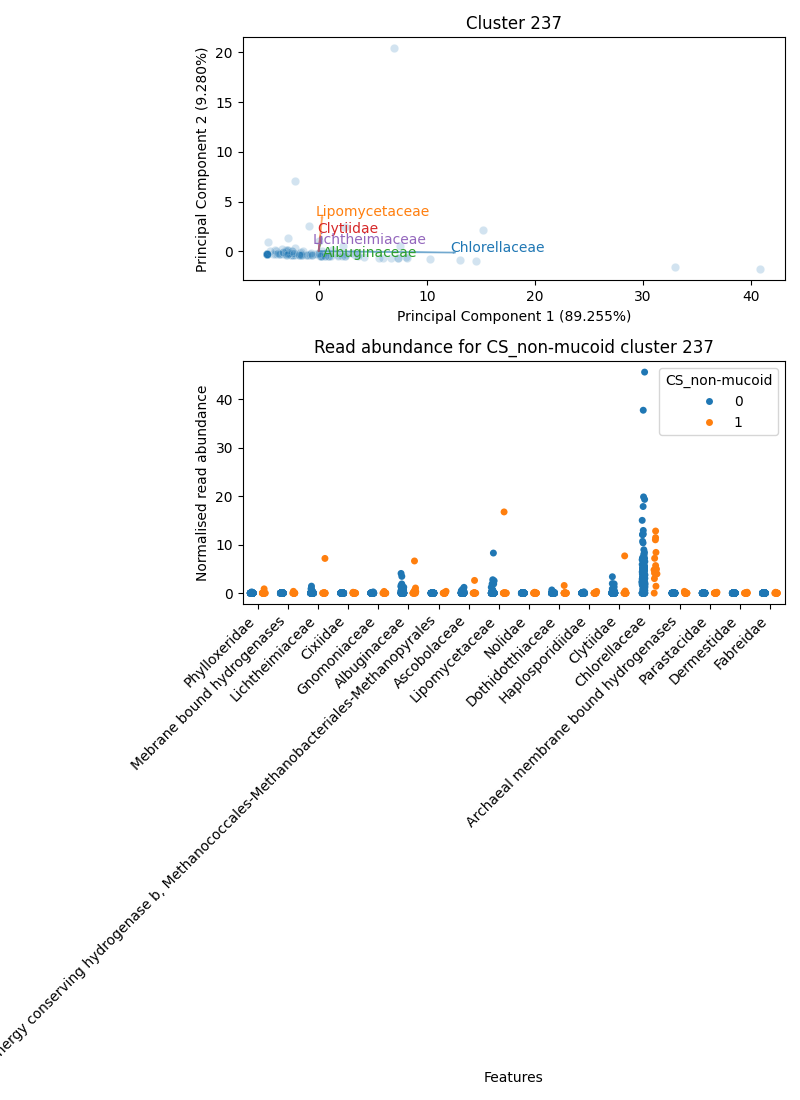 Cluster 237
Principal Component 2 (9.280%)
20
15
10
5
0
Lipomycetaceae
Clytiidae
Lichtheimiaceae
Chlorellaceae
Albuginaceae
0
10
20
30
40
Principal Component 1 (89.255%)
Read abundance for CS_non-mucoid cluster 237
Normalised read abundance
40
30
20
10
0
CS_non-mucoid
0
1
Phylloxeridae
Mebrane bound hydrogenases
Lichtheimiaceae
Cixiidae
Gnomoniaceae
Albuginaceae
conserving hydrogenase b, Methanococcales-Methanobacteriales-Methanopyrales
Ascobolaceae
Lipomycetaceae
Nolidae
Dothidotthiaceae
Haplosporidiidae
Clytiidae
Chlorellaceae
Archaeal membrane bound hydrogenases
Parastacidae
Dermestidae
Fabreidae
Features